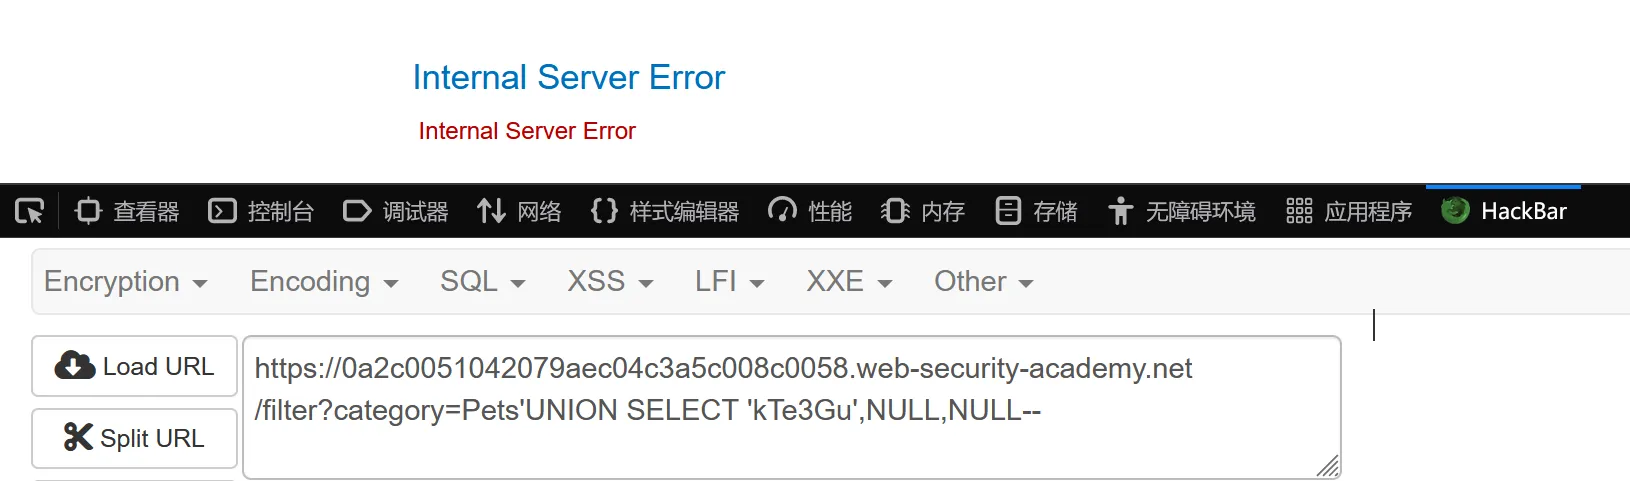 Internal Server Error
Internal Server Error
查看器 控制台 调试器 网络 样式编辑器 性能 内存 存储 无障碍环境 应用程序 HackBar
Encryption Encoding SQL XSS LFI XXE Other
Load URL
https://0a2c0051042079aec04c3a5c008c0058.web-security-academy.net
/filter?category=Pets'UNION SELECT 'kTe3Gu',NULL,NULL--
Split URL